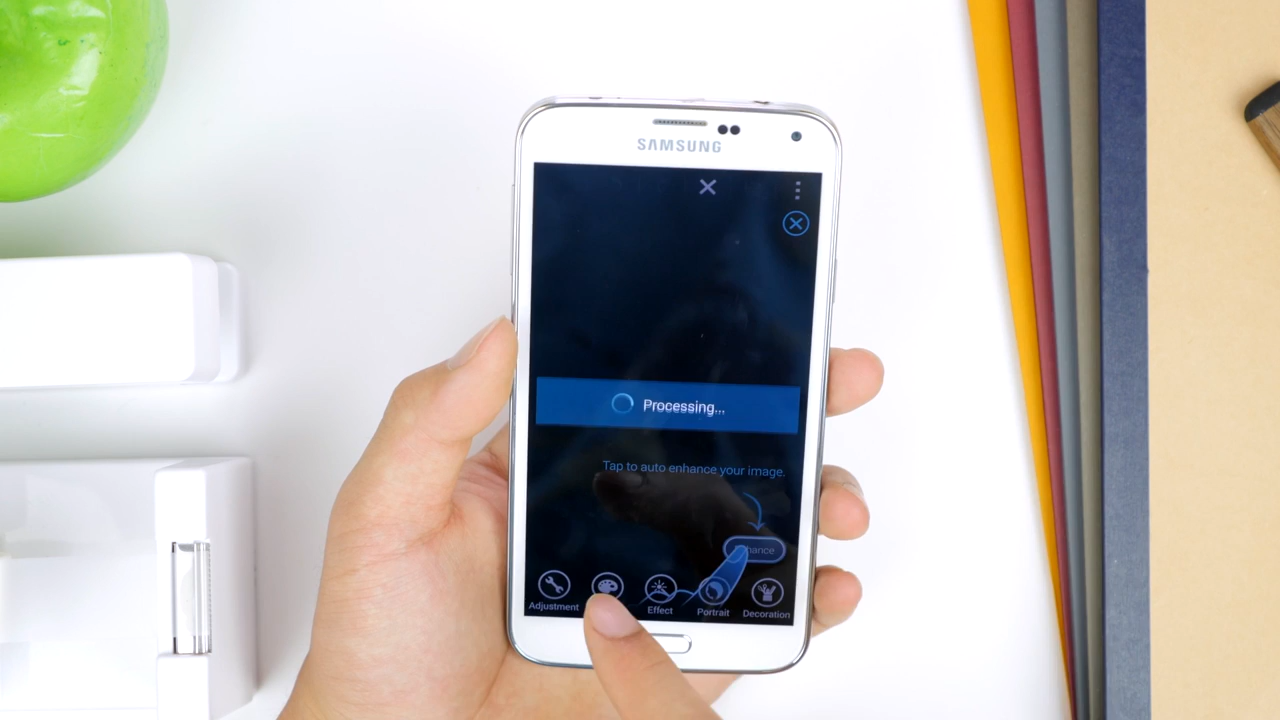 SAMSUNG
Processing...
Tap to auto enhance your image.
Adjustment
Effect
Portrait
Decoration